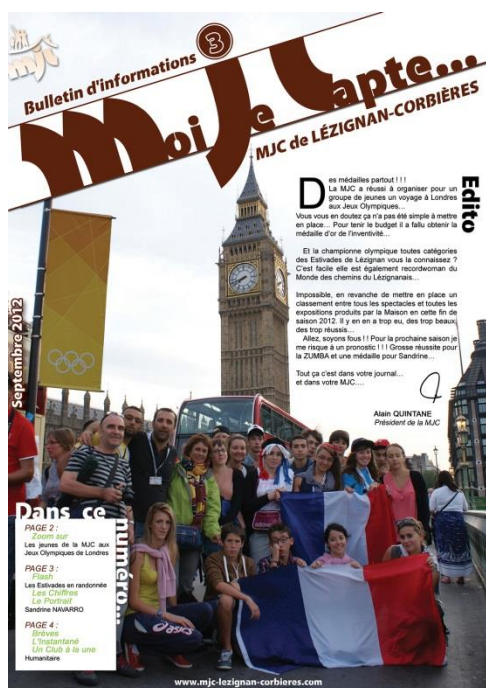 mjc
Bulletin d'informations 3
Moi Je Capte...
MJC de LÉZIGNAN-CORBIÈRES
Edito
Des médailles partout ! ! !
La MJC a réussi à organiser pour un
groupe de jeunes un voyage à Londres
aux Jeux Olympiques...
Vous vous en doutez ça n'a pas été simple à mettre
en place... Pour tenir le budget il a fallu obtenir la
médaille d'or de l'inventivité...
Et la championne olympique toutes catégories
des Estivades de Lézignan vous la connaissez ?
C'est facile elle est également recordwoman du
Monde des chemins du Lézignanais...
Impossible, en revanche de mettre en place un
classement entre tous les spectacles et toutes les
expositions produits par la Maison en cette fin de
saison 2012. Il y en en a trop eu, des trop beaux,
des trop réussis...
Allez, soyons fous ! ! Pour la prochaine saison je
me risque à un pronostic ! ! ! Grosse réussite pour
la ZUMBA et une médaille pour Sandrine...
Tout ça c'est dans votre journal...
et dans votre MJC....
Alain QUINTANE
Président de la MJC
Septembre 2012
Dans ce
numéro...
PAGE 2 :
Zoom sur
Les jeunes de la MJC aux
Jeux Olympiques de Londres
PAGE 3 :
Flash
Les Estivades en randonnée
Les Chiffres
Le Portrait
Sandrine NAVARRO
PAGE 4 :
Brèves
L'Instantané
Un Club à la une
Humanitaire
asics
www.mjc-lezignan-corbieres.com